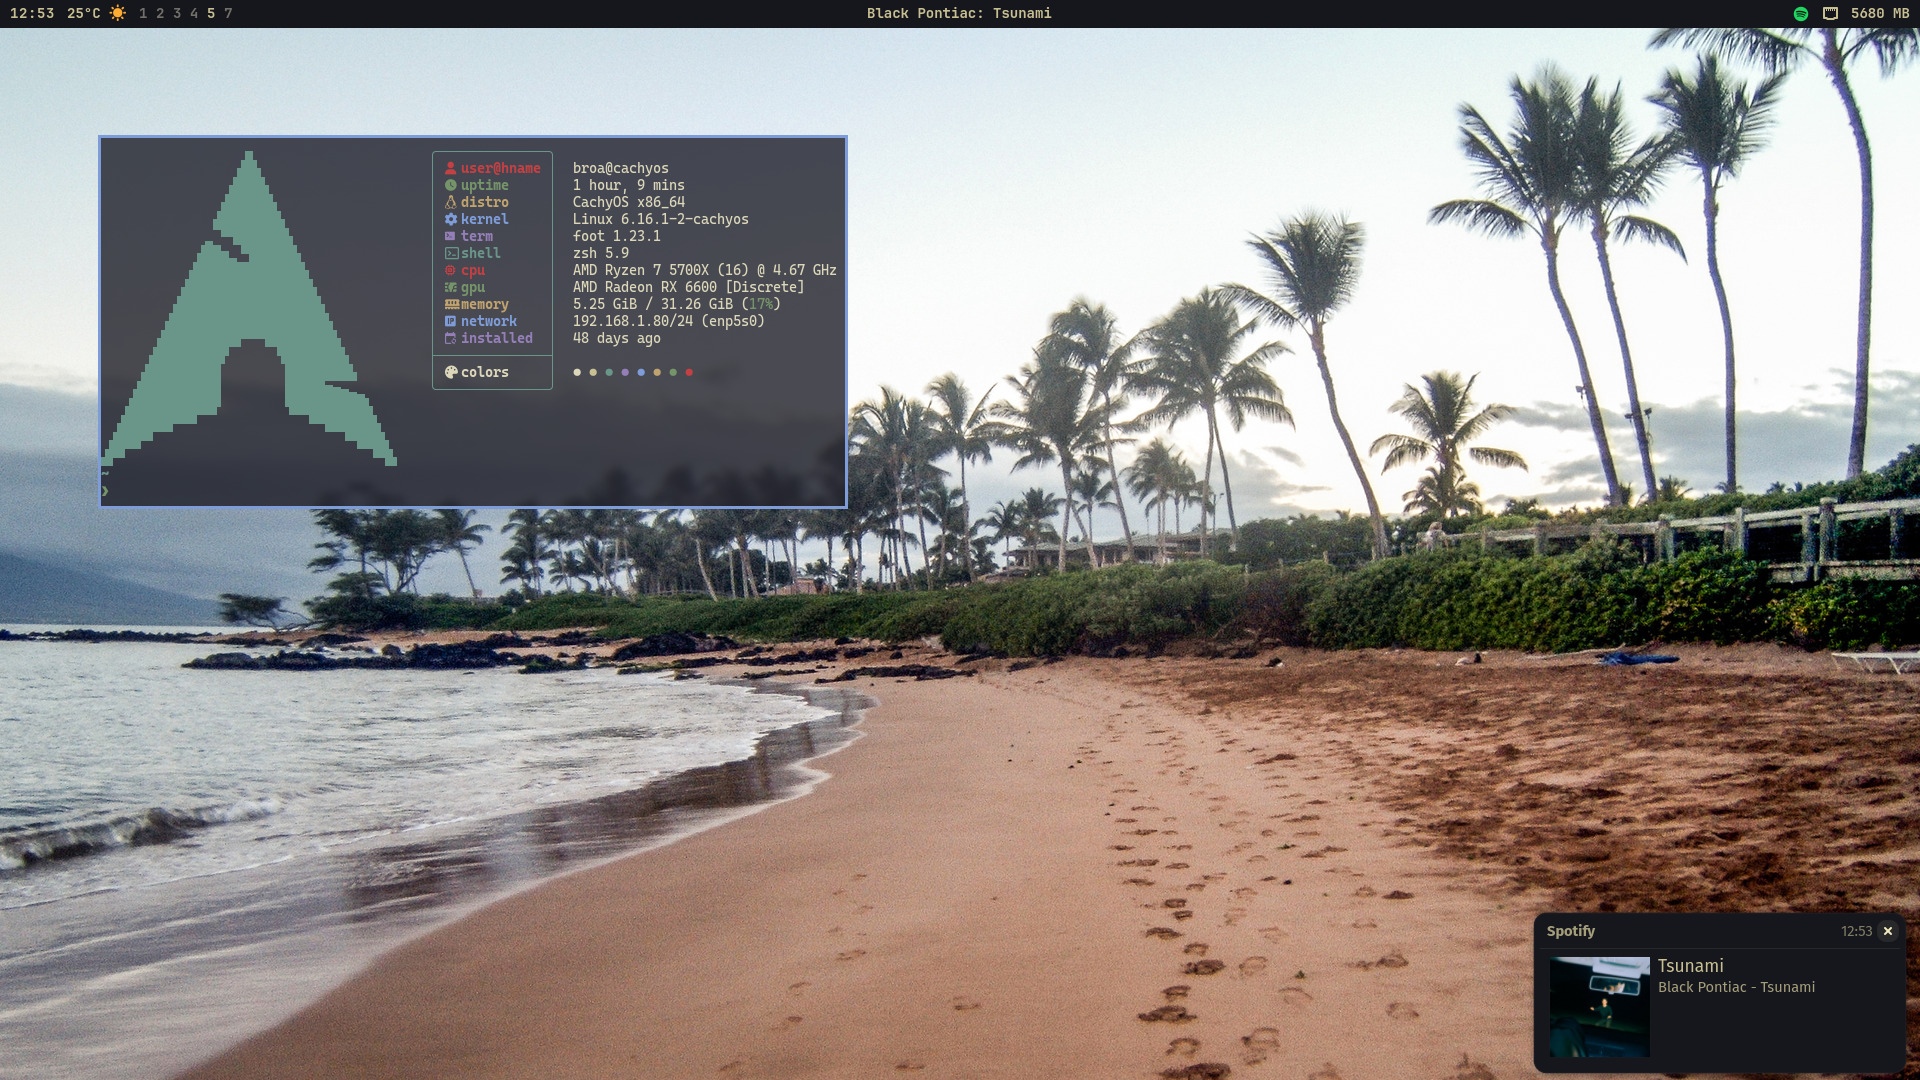 12:53 25°C 1 2 3 4 5 7 Black Pontiac: Tsunami 5680 MB
user@hname broa@cachyos
uptime 1 hour, 9 mins
distro CachyOS x86_64
kernel Linux 6.16.1-2-cachyos
term foot 1.23.1
shell zsh 5.9
cpu AMD Ryzen 7 5700X (16) @ 4.67 GHz
gpu AMD Radeon RX 6600 [Discrete]
memory 5.25 GiB / 31.26 GiB (17%)
network 192.168.1.80/24 (enp5s0)
installed 48 days ago
colors
~
❯
Spotify 12:53
Tsunami
Black Pontiac - Tsunami